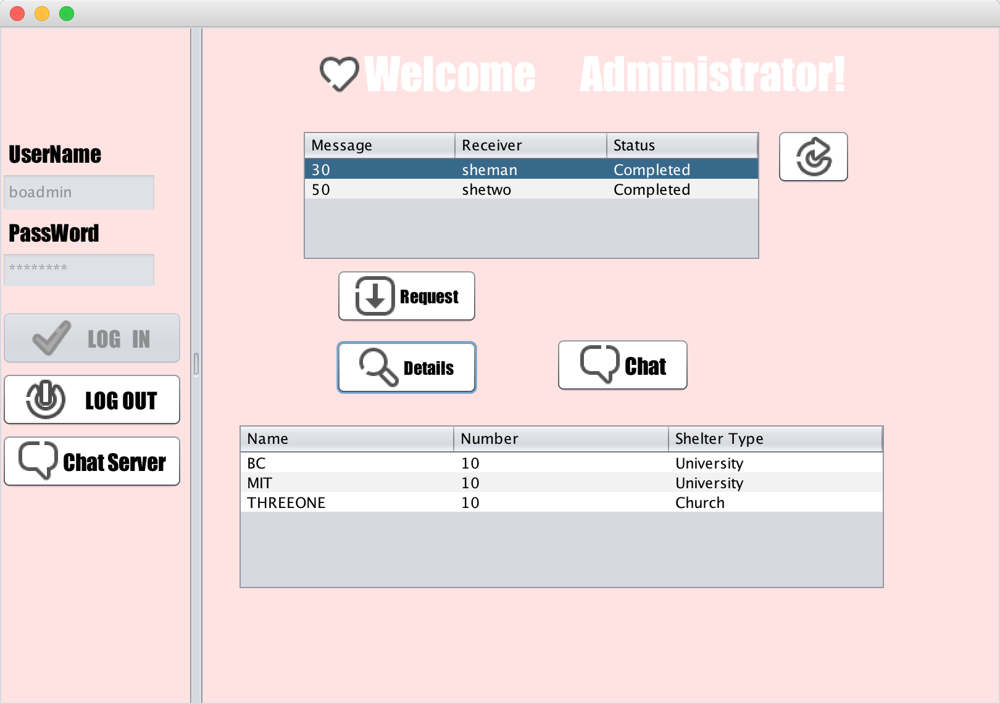 Welcome Administrator!
UserName
boadmin
PassWord
********
LOG IN
LOG OUT
Chat Server
Message Receiver Status
30 sheman Completed
50 shetwo Completed
Request
Details
Chat
Name Number Shelter Type
BC 10 University
MIT 10 University
THREEONE 10 Church